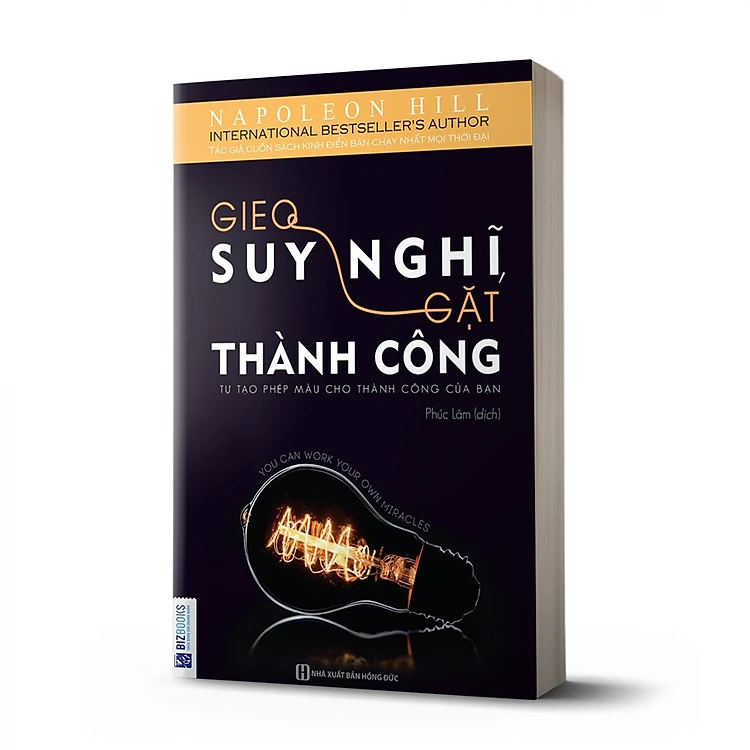 NAPOLEON HILL
INTERNATIONAL BESTSELLER'S AUTHOR
TÁC GIẢ CUỐN SÁCH KINH ĐIỂN BÁN CHẠY NHẤT MỌI THỜI ĐẠI
GIEO
SUY NGHĨ,
GẶT
THÀNH CÔNG
TỰ TẠO PHÉP MÀU CHO THÀNH CÔNG CỦA BẠN
Phúc Lâm (dịch)
YOU CAN WORK YOUR OWN MIRACLES
BIZBOOKS
NHÀ XUẤT BẢN HỒNG ĐỨC